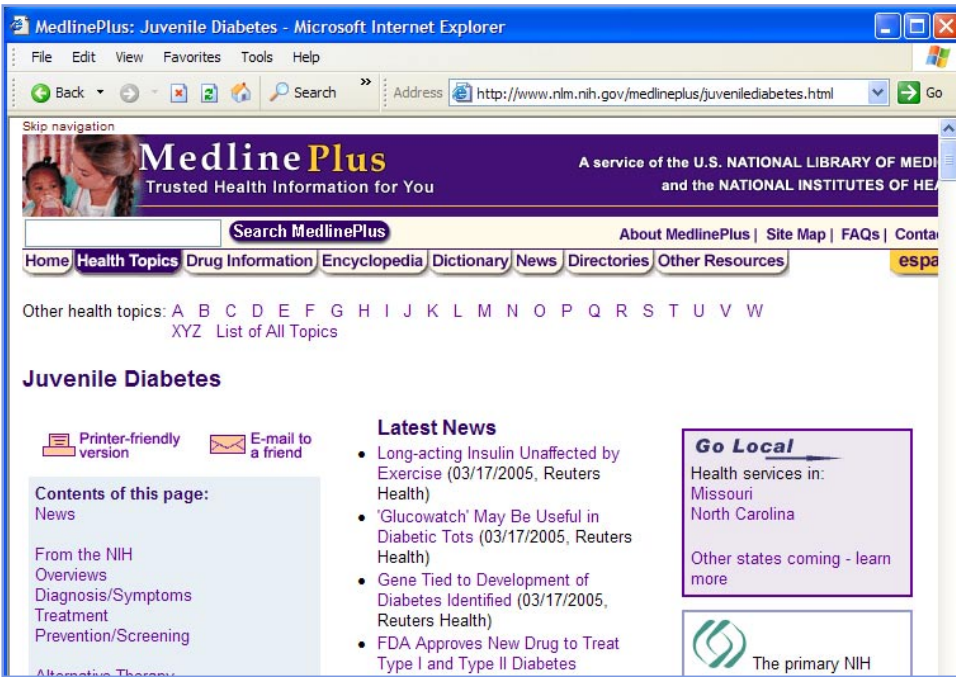 MedlinePlus: Juvenile Diabetes - Microsoft Internet Explorer
File Edit View Favorites Tools Help
Back Search » Address http://www.nlm.nih.gov/medlineplus/juvenilediabetes.html Go
Skip navigation
MedlinePlus
Trusted Health Information for You
A service of the U.S. NATIONAL LIBRARY OF MEDI
and the NATIONAL INSTITUTES OF HEA
Search MedlinePlus
About MedlinePlus | Site Map | FAQs | Conta
Home Health Topics Drug Information Encyclopedia Dictionary News Directories Other Resources espa
Other health topics: A B C D E F G H I J K L M N O P Q R S T U V W
XYZ List of All Topics
Juvenile Diabetes
Printer-friendly
version
E-mail to
a friend
Contents of this page:
News
From the NIH
Overviews
Diagnosis/Symptoms
Treatment
Prevention/Screening
Alternative Therapy
Latest News
• Long-acting Insulin Unaffected by
Exercise (03/17/2005, Reuters
Health)
• 'Glucowatch' May Be Useful in
Diabetic Tots (03/17/2005, Reuters
Health)
• Gene Tied to Development of
Diabetes Identified (03/17/2005,
Reuters Health)
• FDA Approves New Drug to Treat
Type I and Type II Diabetes
Go Local
Health services in:
Missouri
North Carolina
Other states coming - learn
more
The primary NIH